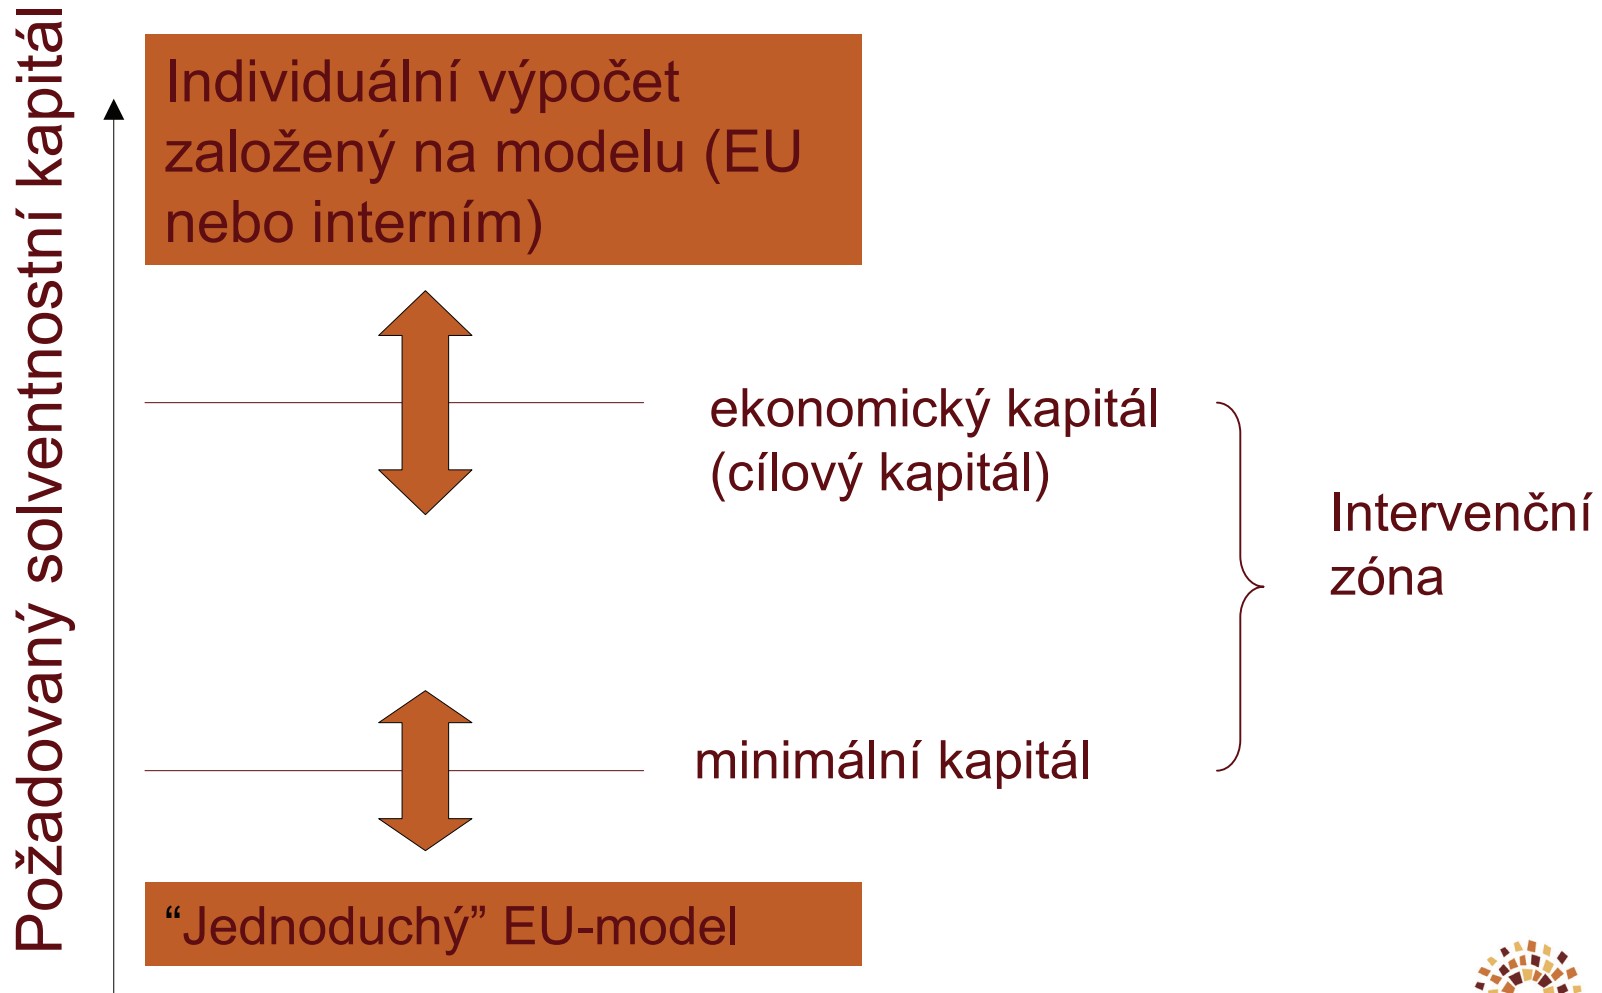 Požadovaný solventnostní kapitál
Individuální výpočet
založený na modelu (EU
nebo interním)
ekonomický kapitál
(cílový kapitál)
Intervenční
zóna
minimální kapitál
“Jednoduchý” EU-model